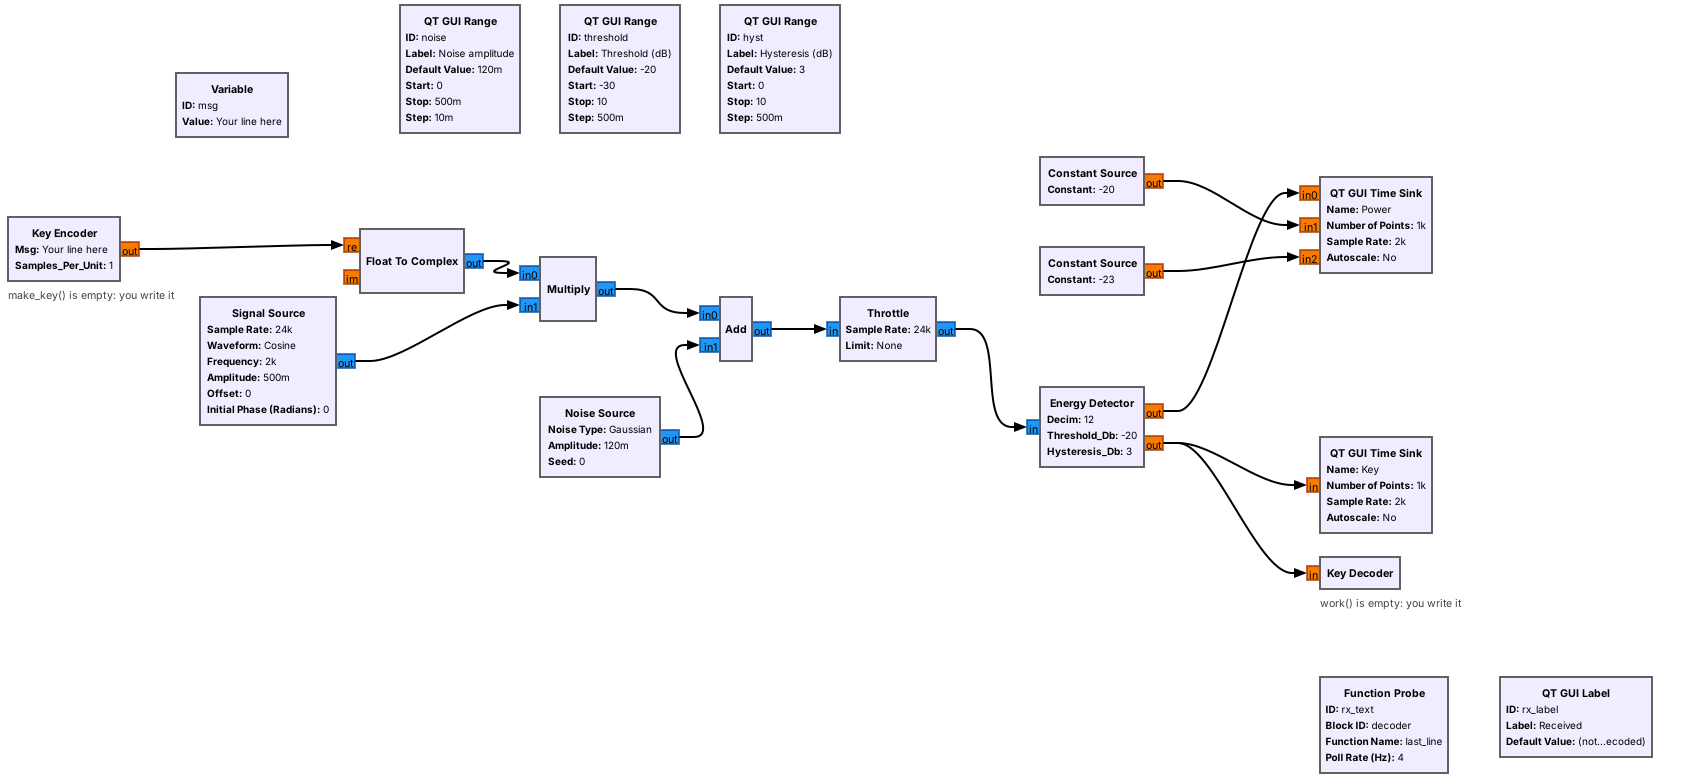 QT GUI Range
ID: noise
Label: Noise amplitude
Default Value: 120m
Start: 0
Stop: 500m
Step: 10m
QT GUI Range
ID: threshold
Label: Threshold (dB)
Default Value: -20
Start: -30
Stop: 10
Step: 500m
QT GUI Range
ID: hyst
Label: Hysteresis (dB)
Default Value: 3
Start: 0
Stop: 10
Step: 500m
Variable
ID: msg
Value: Your line here
Key Encoder
Msg: Your line here
Samples_Per_Unit: 1
out
make_key() is empty: you write it
re
im
Float To Complex
out
Signal Source
Sample Rate: 24k
Waveform: Cosine
Frequency: 2k
Amplitude: 500m
Offset: 0
Initial Phase (Radians): 0
out
in0
in1
Multiply
out
Noise Source
Noise Type: Gaussian
Amplitude: 120m
Seed: 0
out
in0
in1
Add
out
in
Throttle
Sample Rate: 24k
Limit: None
out
Constant Source
Constant: -20
out
Constant Source
Constant: -23
out
in
Energy Detector
Decim: 12
Threshold_Db: -20
Hysteresis_Db: 3
out
out
in0
in1
in2
QT GUI Time Sink
Name: Power
Number of Points: 1k
Sample Rate: 2k
Autoscale: No
in
QT GUI Time Sink
Name: Key
Number of Points: 1k
Sample Rate: 2k
Autoscale: No
in
Key Decoder
work() is empty: you write it
Function Probe
ID: rx_text
Block ID: decoder
Function Name: last_line
Poll Rate (Hz): 4
QT GUI Label
ID: rx_label
Label: Received
Default Value: (not...ecoded)